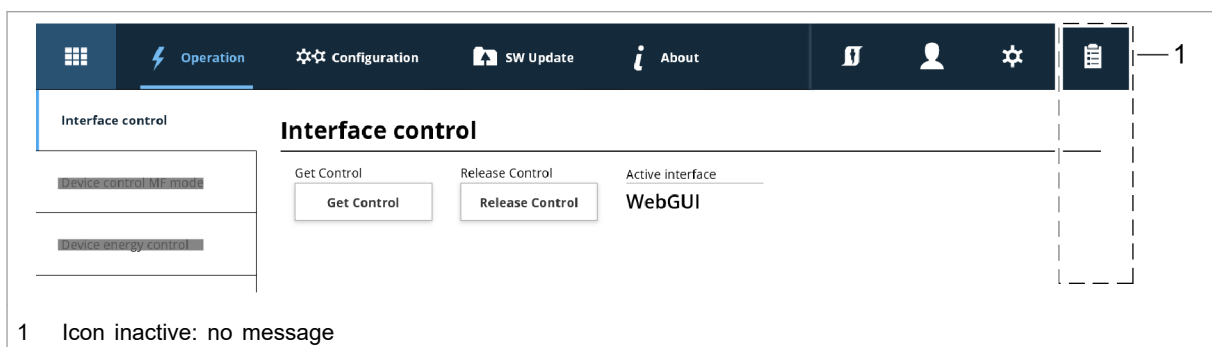 Operation
Configuration
SW Update
About
1
Interface control
Interface control
Device control MF mode
Device energy control
Get Control
Release Control
Active interface
Get Control
Release Control
WebGUI
1 Icon inactive: no message